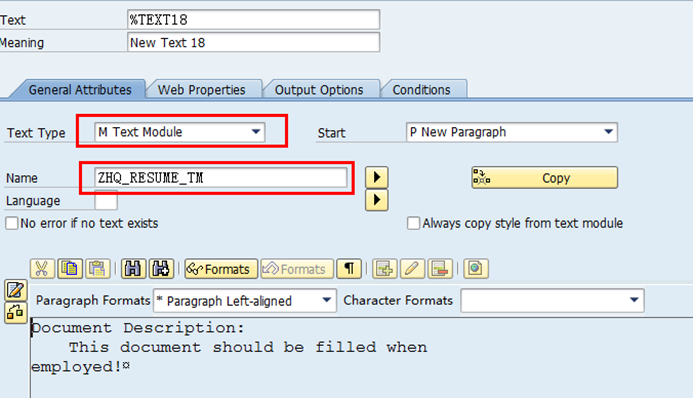 Text %TEXT18
Meaning New Text 18
General Attributes Web Properties Output Options Conditions
Text Type M Text Module Start P New Paragraph
Name ZHQ_RESUME_TM Copy
Language
No error if no text exists Always copy style from text module
Formats Formats
Paragraph Formats * Paragraph Left-aligned Character Formats
Document Description:
This document should be filled when
employed!¤